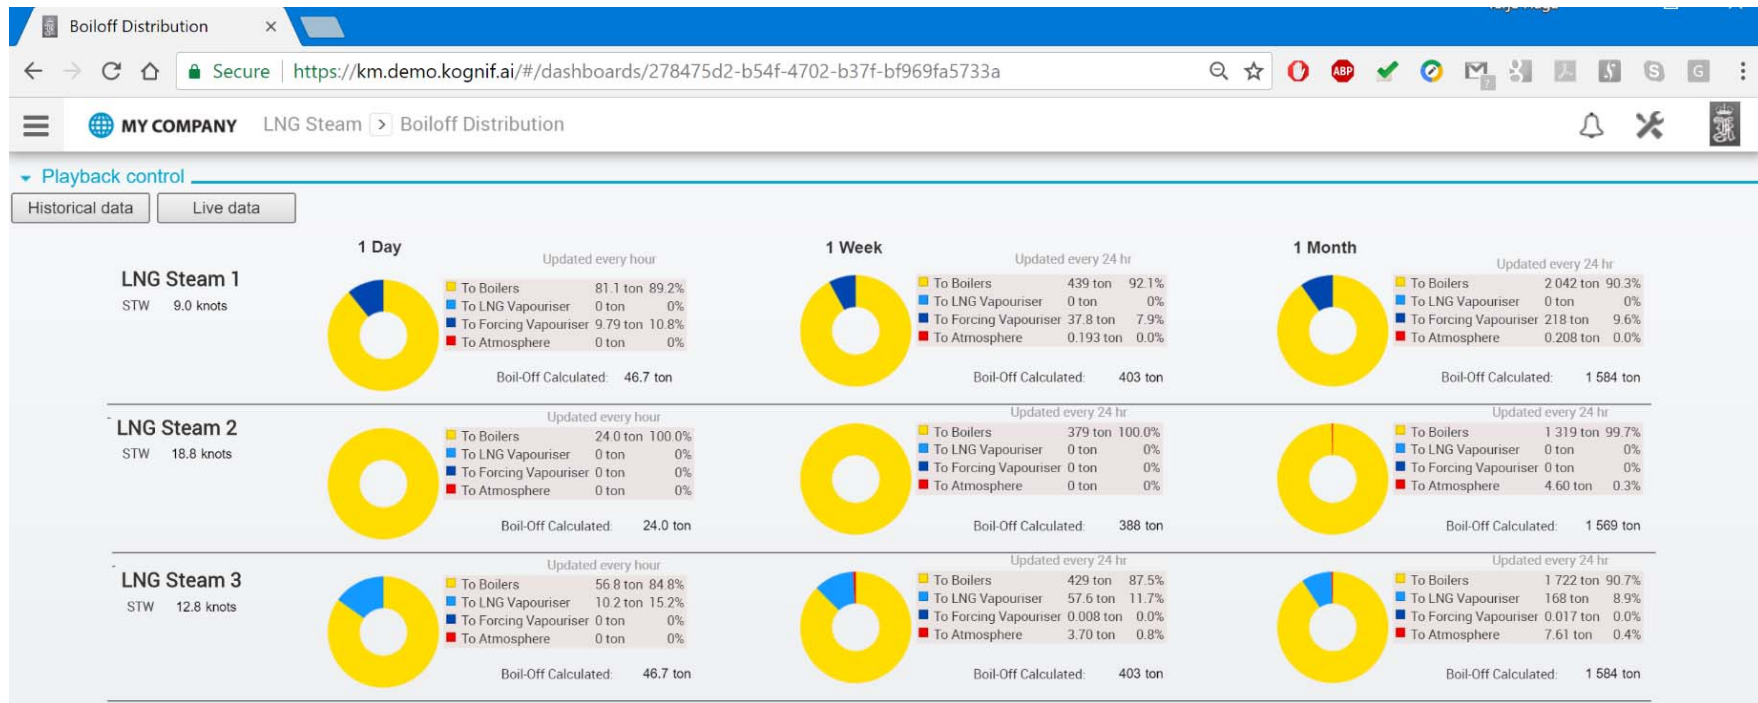 Boiloff Distribution ×
Secure | https://km.demo.kognif.ai/#/dashboards/278475d2-b54f-4702-b37f-bf969fa5733a ABP ? 8 S G
MY COMPANY LNG Steam > Boiloff Distribution
Playback control
Historical data Live data
1 Day 1 Week 1 Month
LNG Steam 1
STW 9.0 knots
Updated every hour
To Boilers 81.1 ton 89.2%
To LNG Vapouriser 0 ton 0%
To Forcing Vapouriser 9.79 ton 10.8%
To Atmosphere 0 ton 0%
Boil-Off Calculated: 46.7 ton
Updated every 24 hr
To Boilers 439 ton 92.1%
To LNG Vapouriser 0 ton 0%
To Forcing Vapouriser 37.8 ton 7.9%
To Atmosphere 0.193 ton 0.0%
Boil-Off Calculated: 403 ton
Updated every 24 hr
To Boilers 2 042 ton 90.3%
To LNG Vapouriser 0 ton 0%
To Forcing Vapouriser 218 ton 9.6%
To Atmosphere 0.208 ton 0.0%
Boil-Off Calculated: 1 584 ton
LNG Steam 2
STW 18.8 knots
Updated every hour
To Boilers 24.0 ton 100.0%
To LNG Vapouriser 0 ton 0%
To Forcing Vapouriser 0 ton 0%
To Atmosphere 0 ton 0%
Boil-Off Calculated: 24.0 ton
Updated every 24 hr
To Boilers 379 ton 100.0%
To LNG Vapouriser 0 ton 0%
To Forcing Vapouriser 0 ton 0%
To Atmosphere 0 ton 0%
Boil-Off Calculated: 388 ton
Updated every 24 hr
To Boilers 1 319 ton 99.7%
To LNG Vapouriser 0 ton 0%
To Forcing Vapouriser 0 ton 0%
To Atmosphere 4.60 ton 0.3%
Boil-Off Calculated: 1 569 ton
LNG Steam 3
STW 12.8 knots
Updated every hour
To Boilers 56.8 ton 84.8%
To LNG Vapouriser 10.2 ton 15.2%
To Forcing Vapouriser 0 ton 0%
To Atmosphere 0 ton 0%
Boil-Off Calculated: 46.7 ton
Updated every 24 hr
To Boilers 429 ton 87.5%
To LNG Vapouriser 57.6 ton 11.7%
To Forcing Vapouriser 0.008 ton 0.0%
To Atmosphere 3.70 ton 0.8%
Boil-Off Calculated: 403 ton
Updated every 24 hr
To Boilers 1 722 ton 90.7%
To LNG Vapouriser 168 ton 8.9%
To Forcing Vapouriser 0.017 ton 0.0%
To Atmosphere 7.61 ton 0.4%
Boil-Off Calculated: 1 584 ton